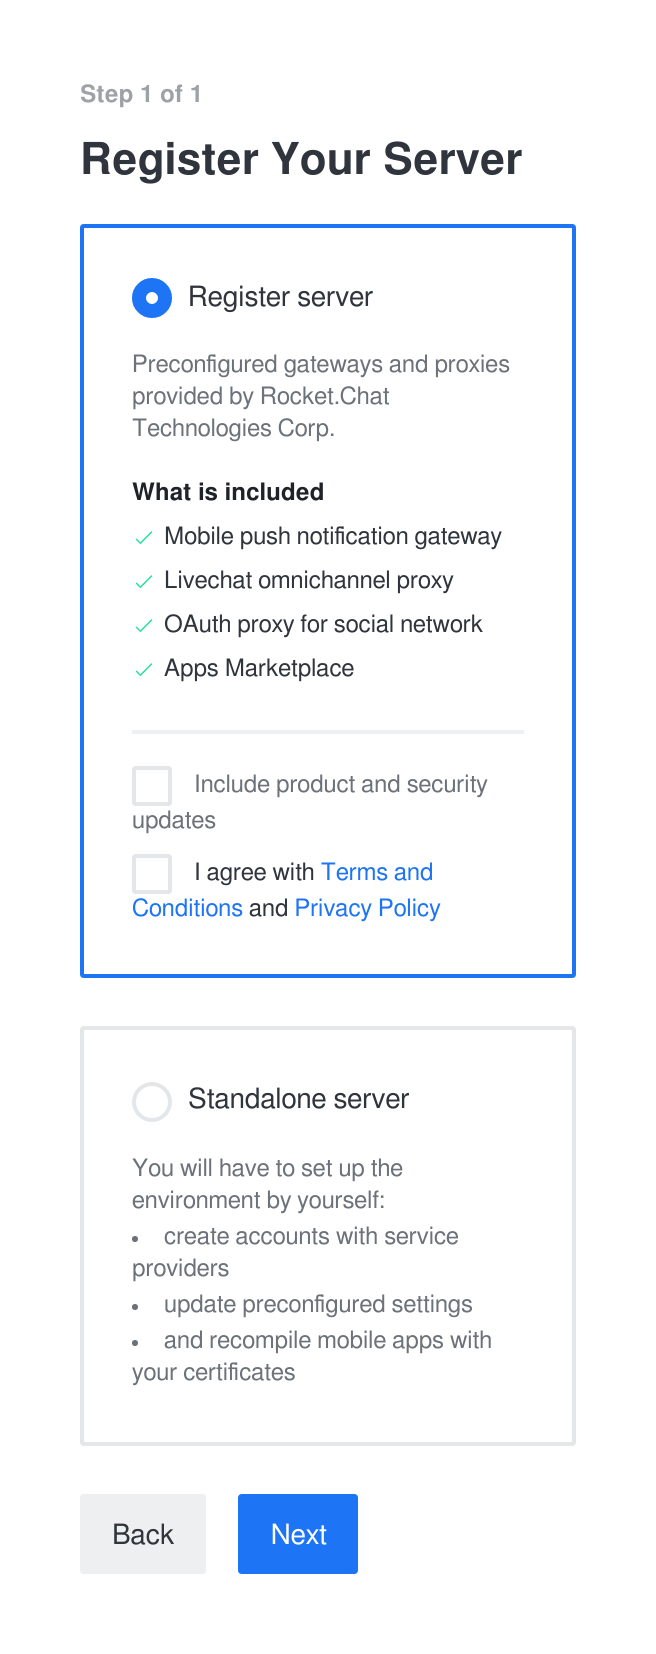 Step 1 of 1
Register Your Server
Register server
Preconfigured gateways and proxies
provided by Rocket.Chat
Technologies Corp.
What is included
Mobile push notification gateway
Livechat omnichannel proxy
OAuth proxy for social network
Apps Marketplace
Include product and security
updates
I agree with Terms and
Conditions and Privacy Policy
Standalone server
You will have to set up the
environment by yourself:
• create accounts with service
providers
• update preconfigured settings
• and recompile mobile apps with
your certificates
Back
Next